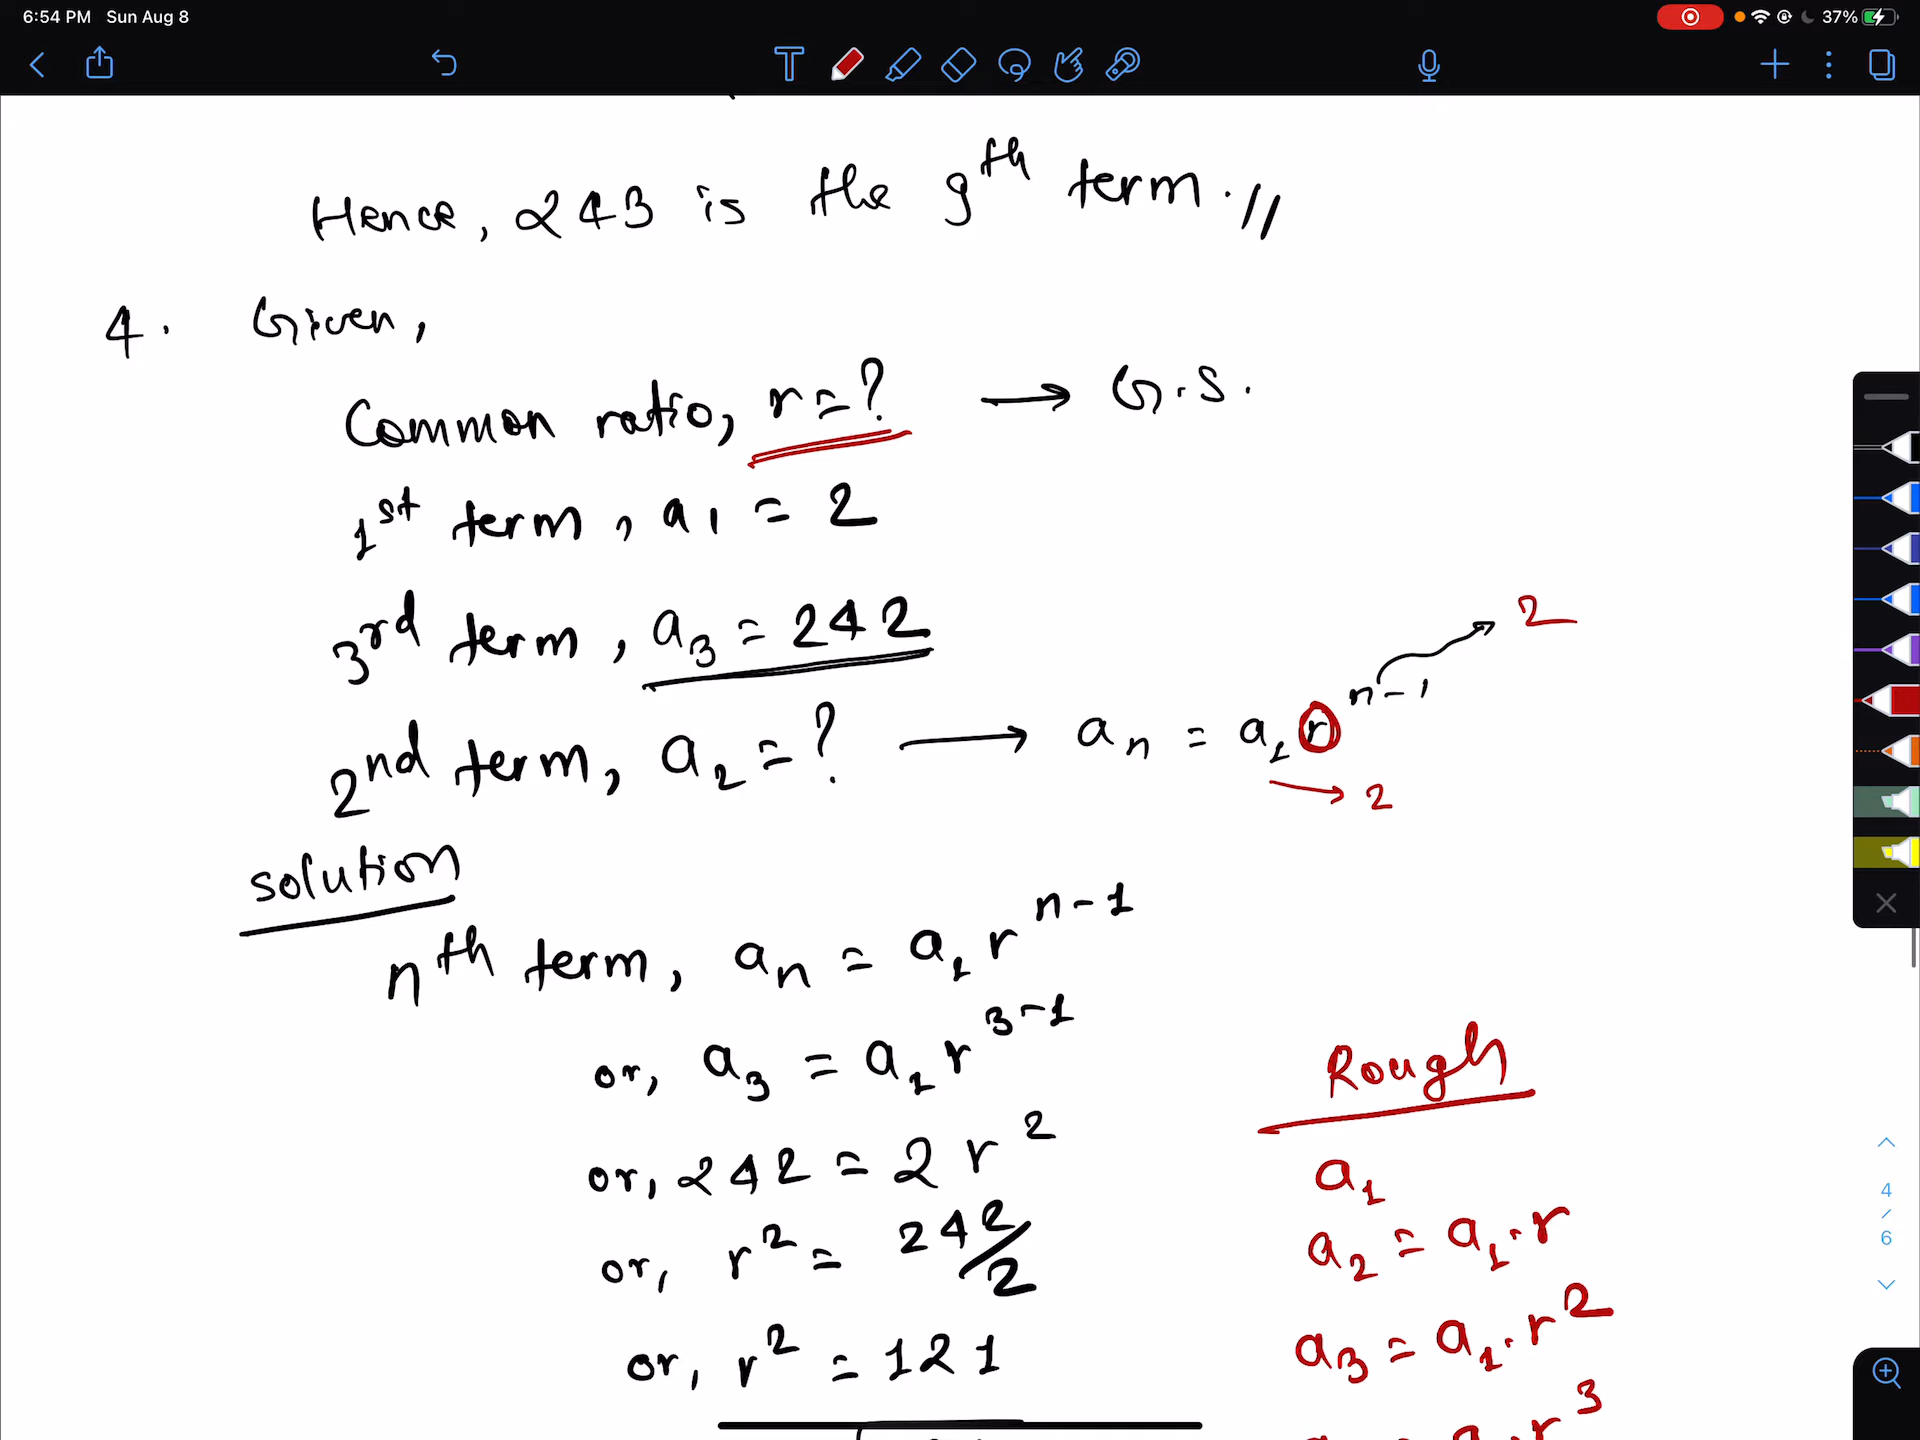 6:54 PM Sun Aug 8
37%
Hence, 243 is the 9th term.//
4. Given,
Common ratio, r = ? → G.S.
1st term, a1 = 2
3rd term, a3 = 242
2
2nd term, a2 = ? → an = a1 r^n-1
→ 2
solution
nth term, an = a1 r^n-1
or, a3 = a1 r^3-1
or, 242 = 2 r^2
or, r^2 = 242/2
or, r^2 = 121
Rough
a1
a2 = a1 . r
a3 = a1 . r^2
4
/
6